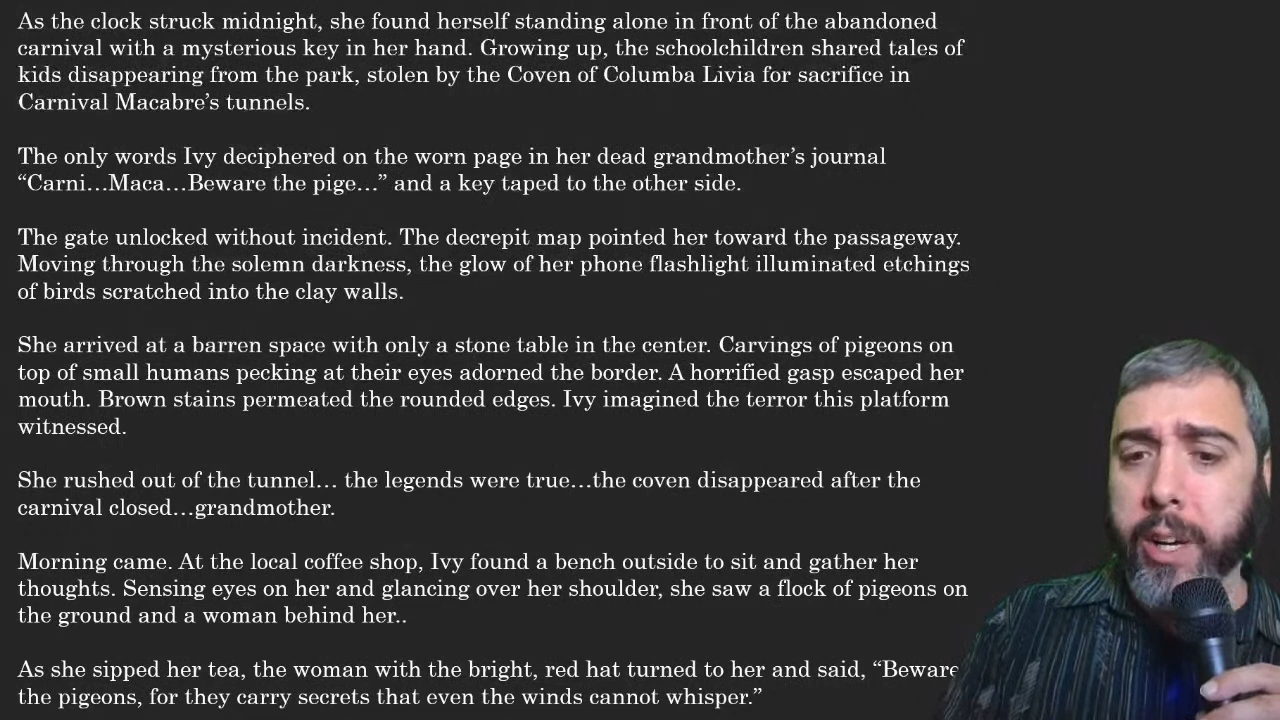 As the clock struck midnight, she found herself standing alone in front of the abandoned
carnival with a mysterious key in her hand. Growing up, the schoolchildren shared tales of
kids disappearing from the park, stolen by the Coven of Columba Livia for sacrifice in
Carnival Macabre’s tunnels.
The only words Ivy deciphered on the worn page in her dead grandmother’s journal
“Carni…Maca…Beware the pige…” and a key taped to the other side.
The gate unlocked without incident. The decrepit map pointed her toward the passageway.
Moving through the solemn darkness, the glow of her phone flashlight illuminated etchings
of birds scratched into the clay walls.
She arrived at a barren space with only a stone table in the center. Carvings of pigeons on
top of small humans pecking at their eyes adorned the border. A horrified gasp escaped her
mouth. Brown stains permeated the rounded edges. Ivy imagined the terror this platform
witnessed.
She rushed out of the tunnel… the legends were true…the coven disappeared after the
carnival closed…grandmother.
Morning came. At the local coffee shop, Ivy found a bench outside to sit and gather her
thoughts. Sensing eyes on her and glancing over her shoulder, she saw a flock of pigeons on
the ground and a woman behind her..
As she sipped her tea, the woman with the bright, red hat turned to her and said, “Beware
the pigeons, for they carry secrets that even the winds cannot whisper.”